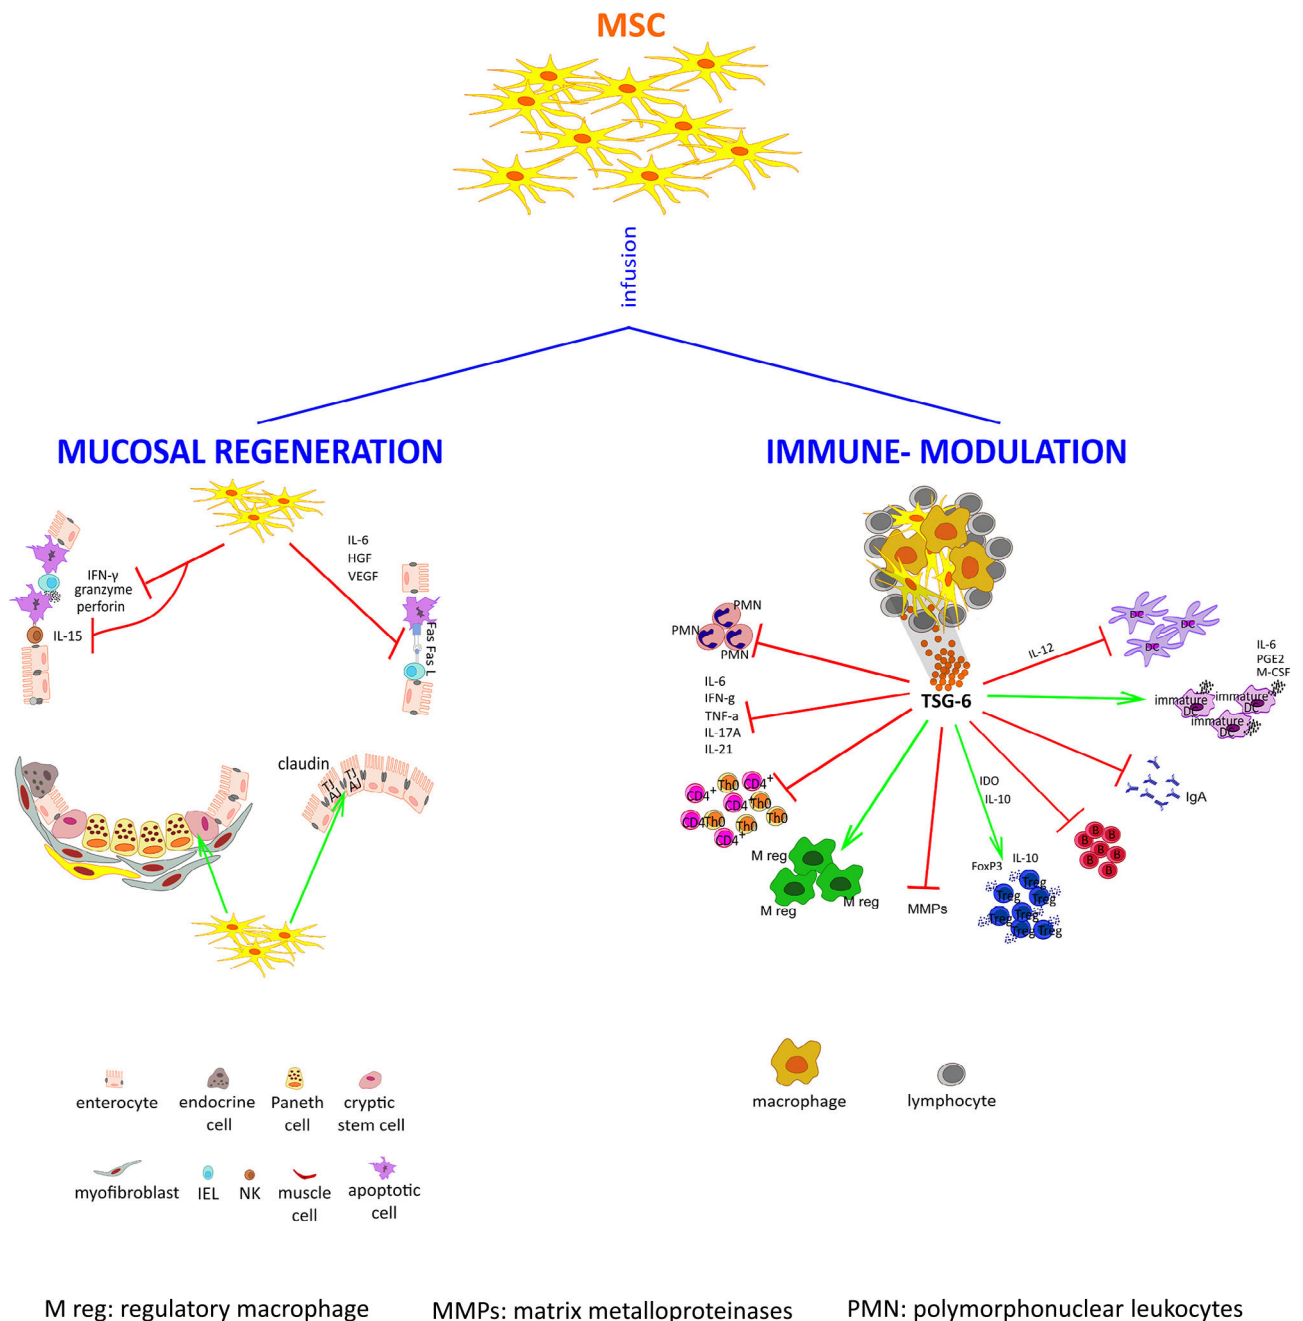 MSC
infusion
MUCOSAL REGENERATION
IL-6
HGF
VEGF
IFN-γ
granzyme
perforin
IL-15
Fas Fas L
claudin
TJ
AJ
TJ
AJ
IMMUNE- MODULATION
PMN
PMN
PMN
IL-12
DC
DC
DC
IL-6
PGE2
M-CSF
immature
DC
immature
DC
immature
DC
TSG-6
IL-6
IFN-g
TNF-a
IL-17A
IL-21
CD4+
Th0
CD4+
CD4+
Th0
CD4
Th0
Th0
Th0
CD4+
M reg
M reg
M reg
MMPs
IDO
IL-10
FoxP3
IL-10
Treg
Treg
Treg
Treg
Treg
Treg
B
B
B
B
B
B
B
IgA
enterocyte
endocrine
cell
Paneth
cell
cryptic
stem cell
myofibroblast
IEL
NK
muscle
cell
apoptotic
cell
macrophage
lymphocyte
M reg: regulatory macrophage
MMPs: matrix metalloproteinases
PMN: polymorphonuclear leukocytes